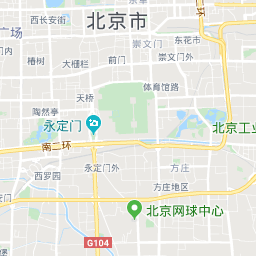 北京市
西长安街
东花市
广场
崇文门
崇文门
椿树
大栅栏
前门
体育馆路
天桥
陶然亭
永定门
北京工业
南二环
永定门外
方庄
西罗园
方庄地区
北京网球中心
G104